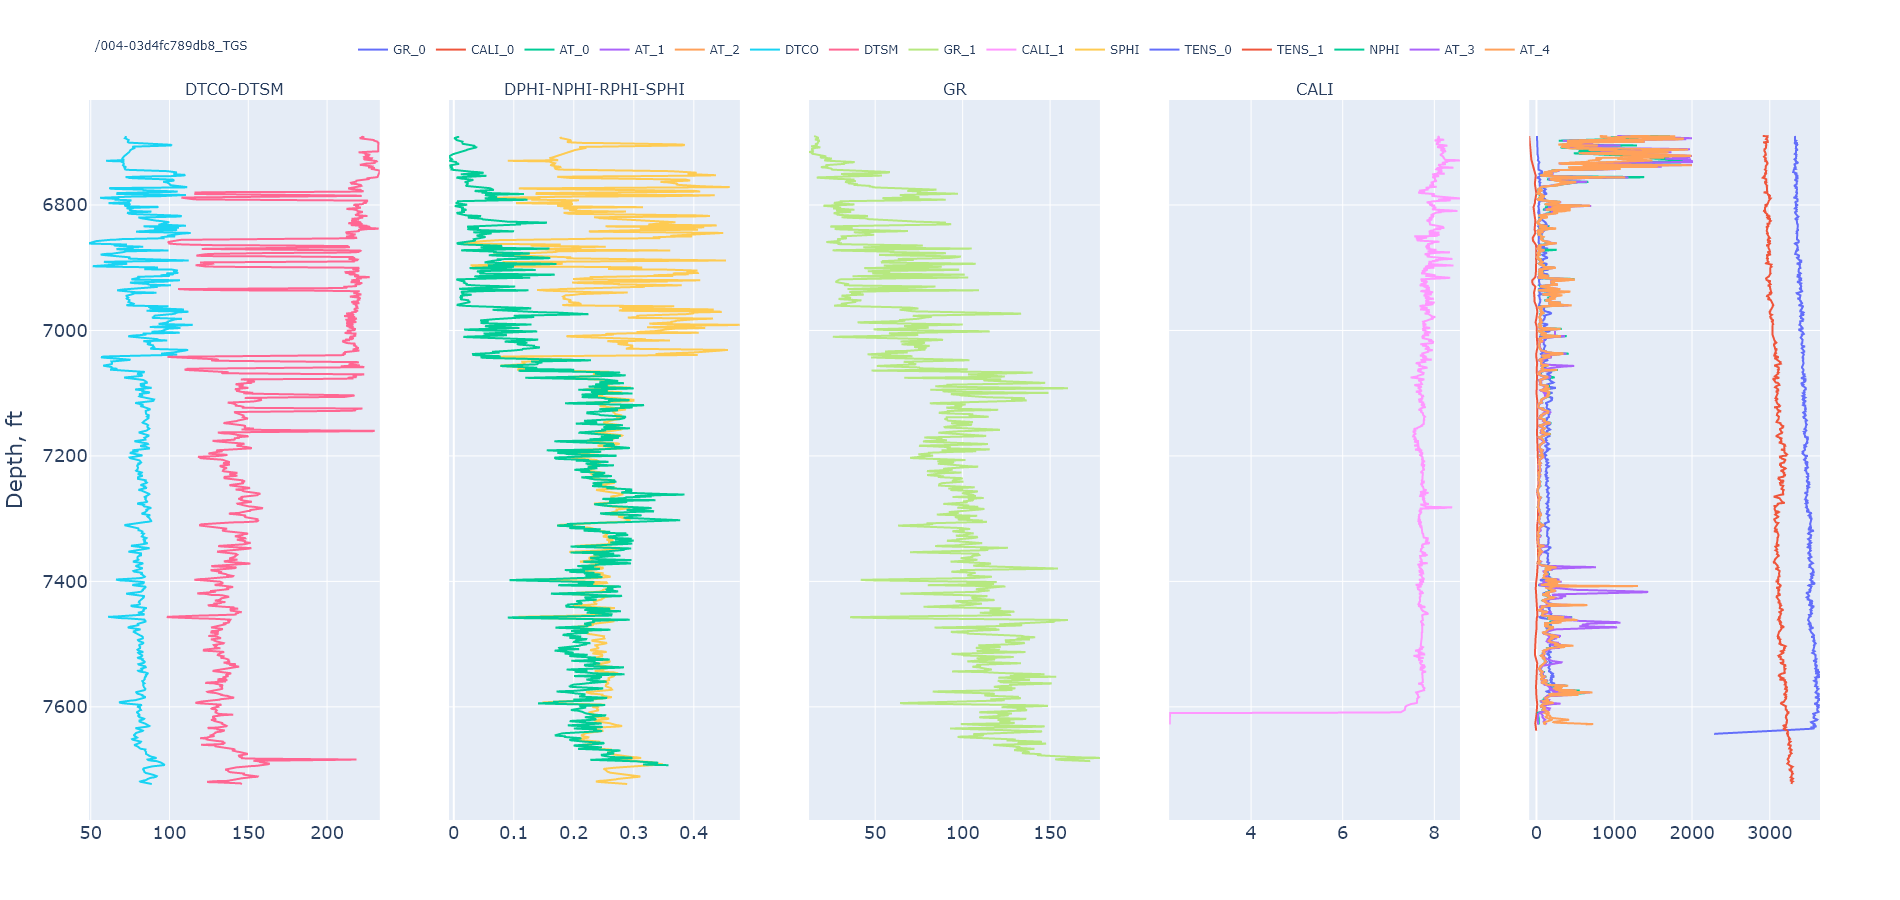 /004-03d4fc789db8_TGS
GR_0 CALI_0 AT_0 AT_1 AT_2 DTCO DTSM GR_1 CALI_1 SPHI TENS_0 TENS_1 NPHI AT_3 AT_4
DTCO-DTSM DPHI-NPHI-RPHI-SPHI GR CALI
Depth, ft
6800
7000
7200
7400
7600
50 100 150 200 0 0.1 0.2 0.3 0.4 50 100 150 4 6 8 0 1000 2000 3000